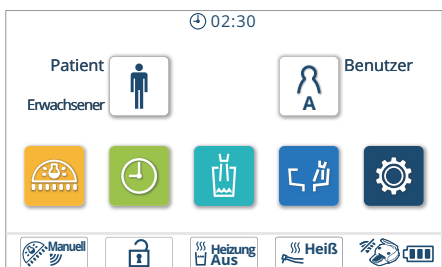 02:30
Patient
Benutzer
Erwachsener
A
Manuell
Heizung
Aus
Heiß